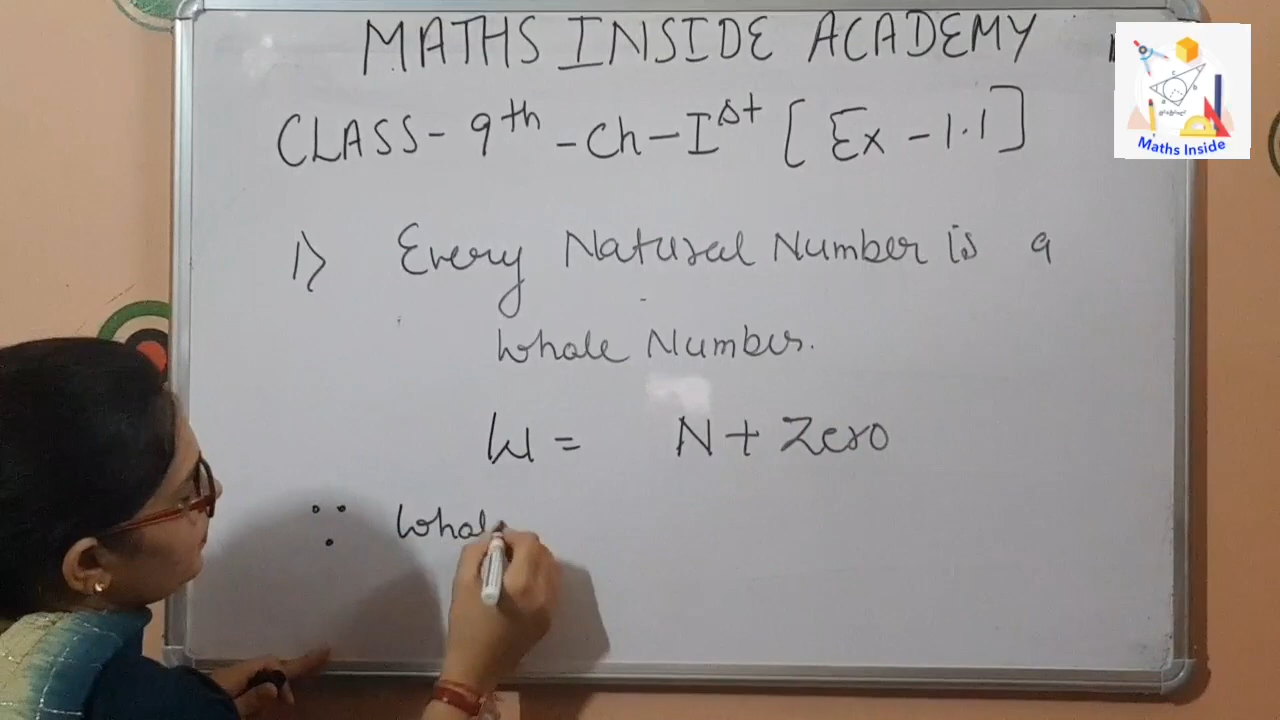 MATHS INSIDE ACADEMY
CLASS - 9th - Ch - Ist [Ex - 1.1]
1) Every Natural Number is a
Whole Number.
W = N + Zero
∵ Whol
Maths Inside